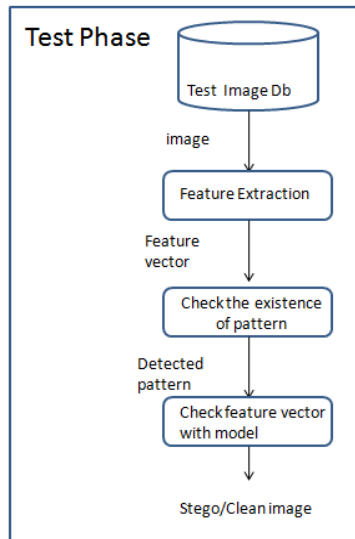 Test Phase
Test Image Db
image
Feature Extraction
Feature
vector
Check the existence
of pattern
Detected
pattern
Check feature vector
with model
Stego/Clean image